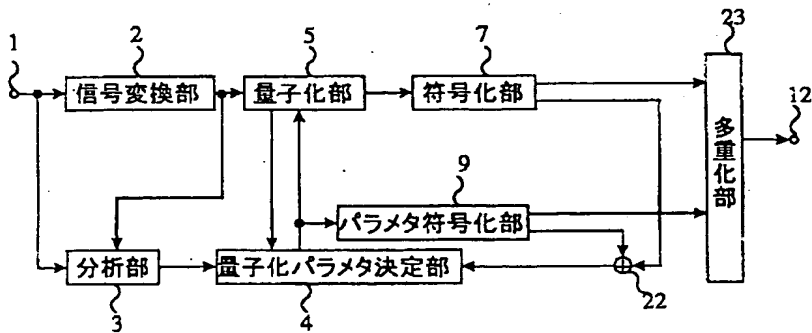 1
2
5
7
23
信号変換部
量子化部
符号化部
多重化部
12
9
パラメタ符号化部
分析部
量子化パラメタ決定部
3
4
22